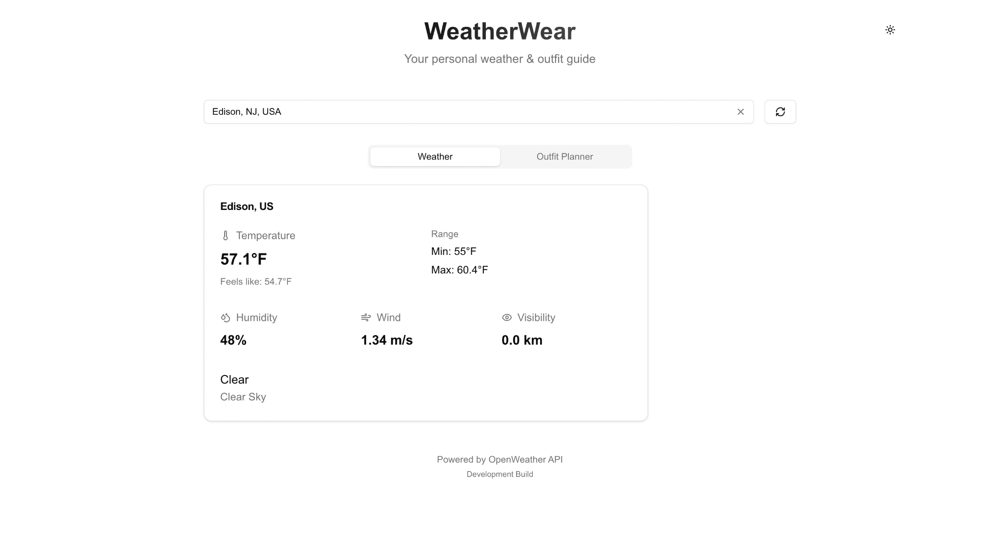 WeatherWear
Your personal weather & outfit guide
Edison, NJ, USA
Weather
Outfit Planner
Edison, US
Temperature
57.1°F
Feels like: 54.7°F
Range
Min: 55°F
Max: 60.4°F
Humidity
48%
Wind
1.34 m/s
Visibility
0.0 km
Clear
Clear Sky
Powered by OpenWeather API
Development Build